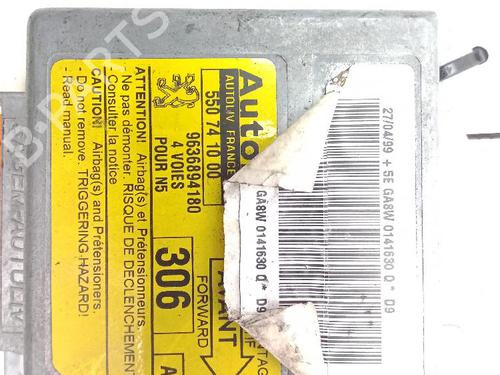 Autoliv
AUTOLIV FRANCE
550 74 10 00
9636894180
4 VOIES
POUR N5
306
AVANT
FORWARD
ATTENTION! Airbag(s) et Prétensionneurs.
- Ne pas démonter. RISQUE DE DECLENCHEMENT
- Consulter la notice
CAUTION! Airbag(s) and Prétensioners.
- Do not remove. TRIGGERING HAZARD!
- Read manual.
27/04/99 + 5E GA8W 0141630 Q * D9
GA8W 0141630 Q * D9
B-PARTS